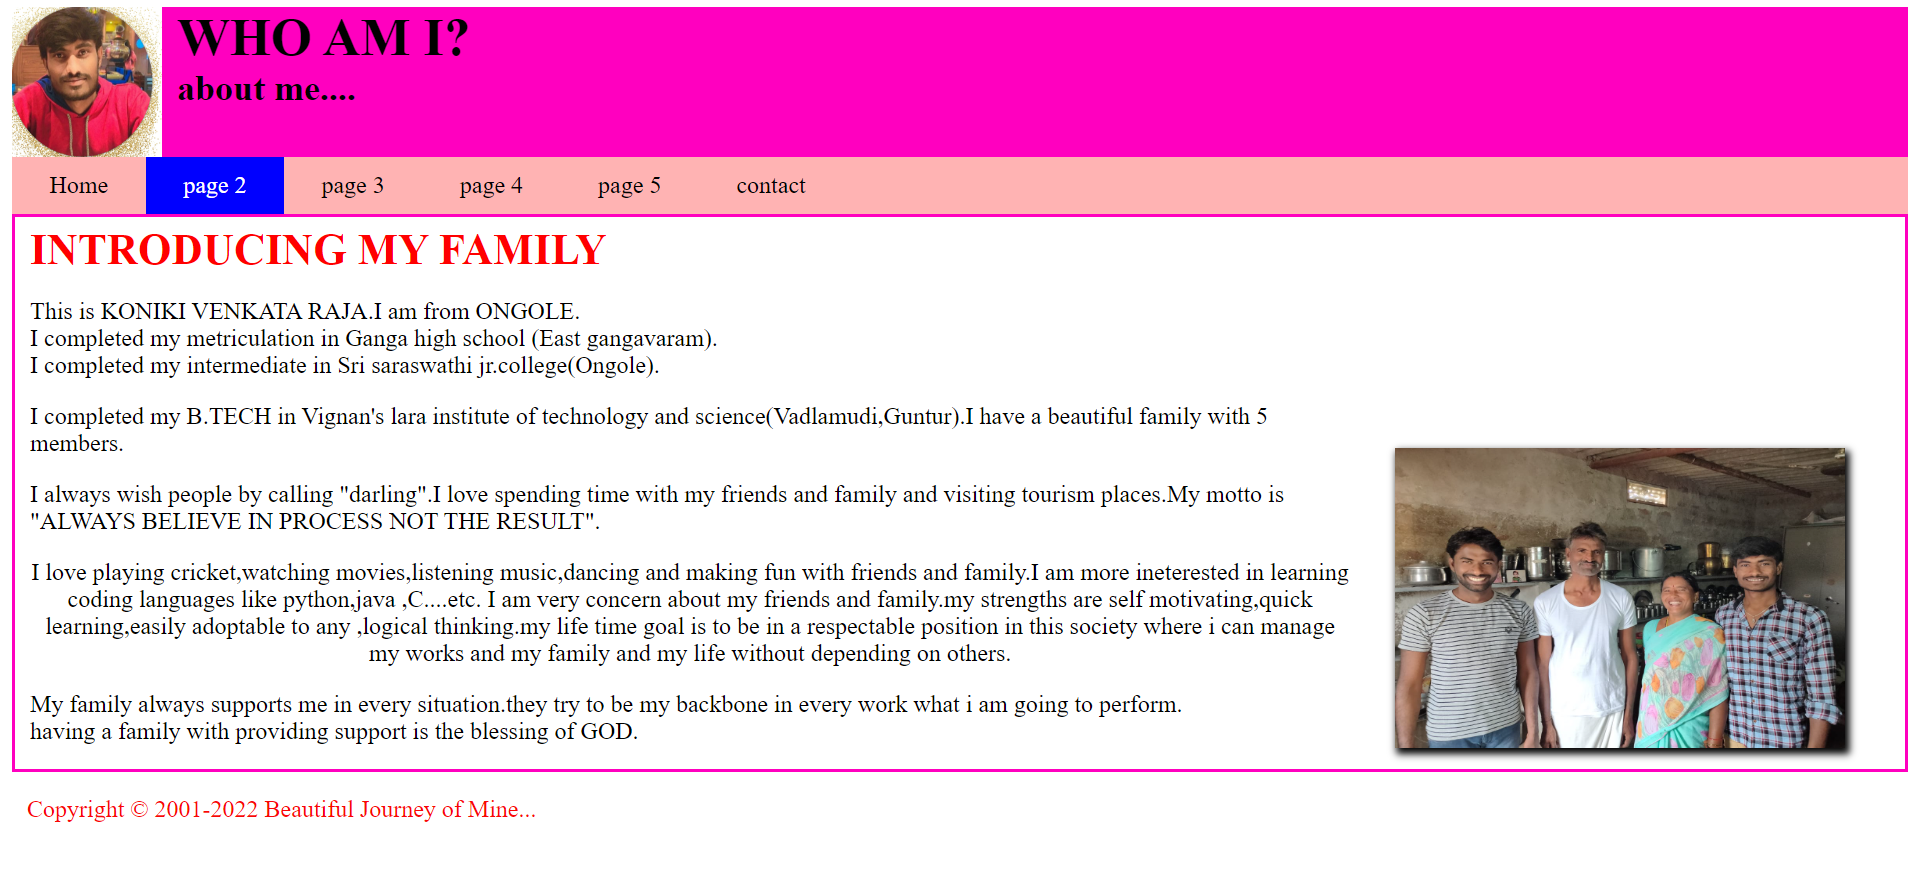 WHO AM I?
about me....
Home page 2 page 3 page 4 page 5 contact
INTRODUCING MY FAMILY
This is KONIKI VENKATA RAJA.I am from ONGOLE.
I completed my metriculation in Ganga high school (East gangavaram).
I completed my intermediate in Sri saraswathi jr.college(Ongole).
I completed my B.TECH in Vignan's lara institute of technology and science(Vadlamudi,Guntur).I have a beautiful family with 5
members.
I always wish people by calling "darling".I love spending time with my friends and family and visiting tourism places.My motto is
"ALWAYS BELIEVE IN PROCESS NOT THE RESULT".
I love playing cricket,watching movies,listening music,dancing and making fun with friends and family.I am more ineterested in learning
coding languages like python,java ,C....etc. I am very concern about my friends and family.my strengths are self motivating,quick
learning,easily adoptable to any ,logical thinking.my life time goal is to be in a respectable position in this society where i can manage
my works and my family and my life without depending on others.
My family always supports me in every situation.they try to be my backbone in every work what i am going to perform.
having a family with providing support is the blessing of GOD.
Copyright © 2001-2022 Beautiful Journey of Mine...